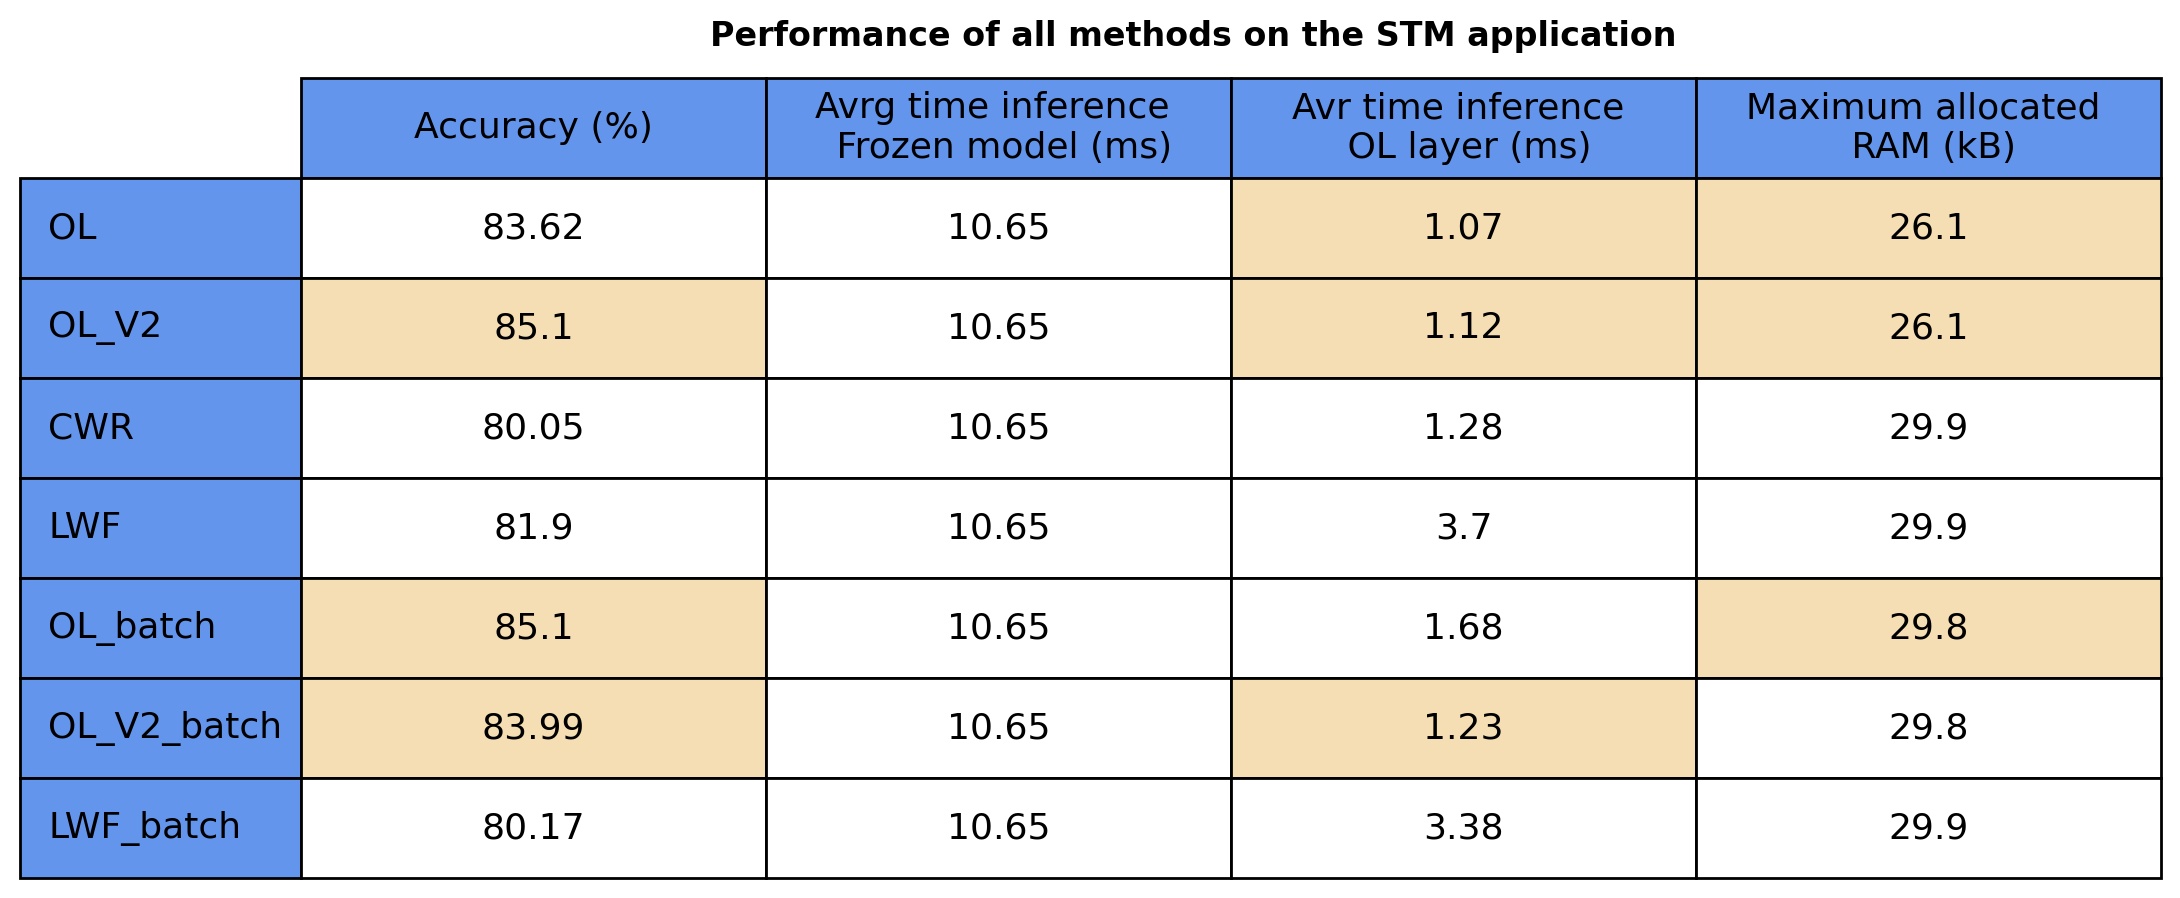 Performance of all methods on the STM application
Accuracy (%) Avrg time inference Frozen model (ms) Avr time inference OL layer (ms) Maximum allocated RAM (kB)
OL 83.62 10.65 1.07 26.1
OL_V2 85.1 10.65 1.12 26.1
CWR 80.05 10.65 1.28 29.9
LWF 81.9 10.65 3.7 29.9
OL_batch 85.1 10.65 1.68 29.8
OL_V2_batch 83.99 10.65 1.23 29.8
LWF_batch 80.17 10.65 3.38 29.9